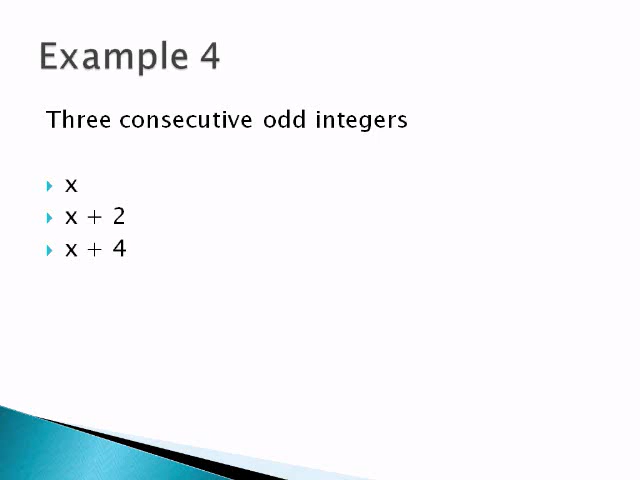 Example 4
Three consecutive odd integers
x
x + 2
x + 4